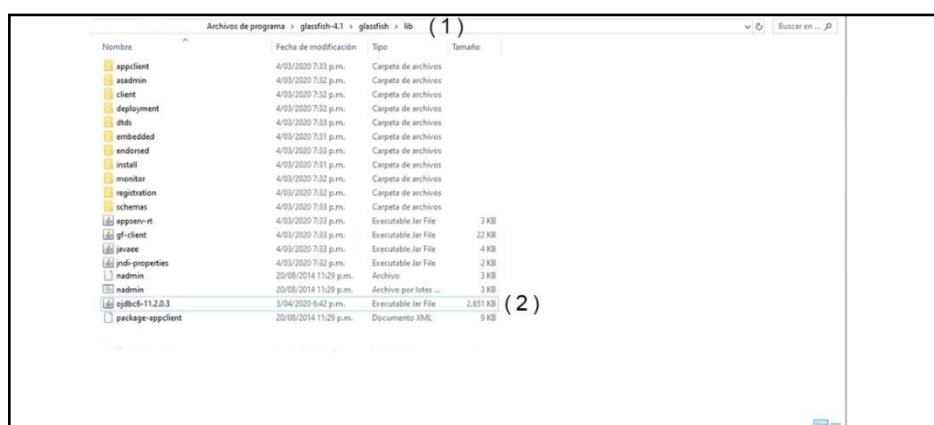 Archivos de programa > glassfish-4.1 > glassfish > lib (1) Buscar en ...
Nombre Fecha de modificación Tipo Tamaño
appclient 4/03/2020 7:33 p.m. Carpeta de archivos
asadmin 4/03/2020 7:32 p.m. Carpeta de archivos
client 4/03/2020 7:32 p.m. Carpeta de archivos
deployment 4/03/2020 7:32 p.m. Carpeta de archivos
dtds 4/03/2020 7:33 p.m. Carpeta de archivos
embedded 4/03/2020 7:31 p.m. Carpeta de archivos
endorsed 4/03/2020 7:33 p.m. Carpeta de archivos
install 4/03/2020 7:31 p.m. Carpeta de archivos
monitor 4/03/2020 7:32 p.m. Carpeta de archivos
registration 4/03/2020 7:32 p.m. Carpeta de archivos
schemas 4/03/2020 7:33 p.m. Carpeta de archivos
appserv-rt 4/03/2020 7:33 p.m. Executable Jar File 3 KB
gf-client 4/03/2020 7:33 p.m. Executable Jar File 22 KB
javaee 4/03/2020 7:33 p.m. Executable Jar File 4 KB
jndi-properties 4/03/2020 7:32 p.m. Executable Jar File 2 KB
nadmin 20/08/2014 11:29 p.m. Archivo 3 KB
nadmin 20/08/2014 11:29 p.m. Archivo por lotes ... 3 KB
ojdbc6-11.2.0.3 3/04/2020 6:42 p.m. Executable Jar File 2.651 KB (2)
package-appclient 20/08/2014 11:29 p.m. Documento XML 9 KB